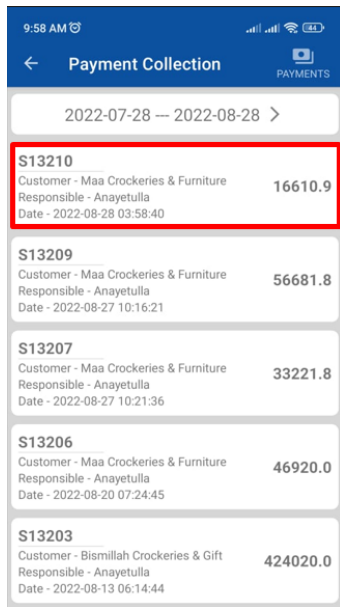 9:58 AM
44
Payment Collection
PAYMENTS
2022-07-28 --- 2022-08-28
S13210
Customer - Maa Crockeries & Furniture
Responsible - Anayetulla
Date - 2022-08-28 03:58:40
16610.9
S13209
Customer - Maa Crockeries & Furniture
Responsible - Anayetulla
Date - 2022-08-27 10:16:21
56681.8
S13207
Customer - Maa Crockeries & Furniture
Responsible - Anayetulla
Date - 2022-08-27 10:21:36
33221.8
S13206
Customer - Maa Crockeries & Furniture
Responsible - Anayetulla
Date - 2022-08-20 07:24:45
46920.0
S13203
Customer - Bismillah Crockeries & Gift
Responsible - Anayetulla
Date - 2022-08-13 06:14:44
424020.0